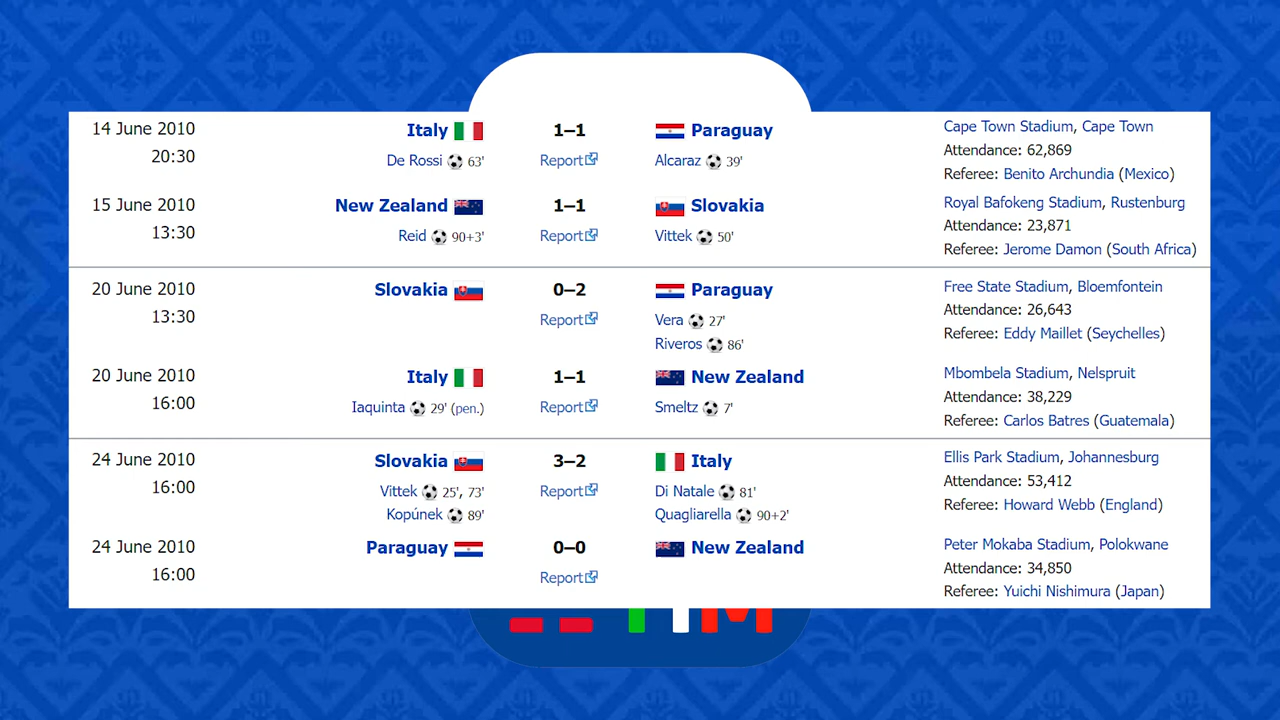 14 June 2010
20:30
Italy 1–1 Paraguay
De Rossi 63' Report Alcaraz 39'
Cape Town Stadium, Cape Town
Attendance: 62,869
Referee: Benito Archundia (Mexico)
15 June 2010
13:30
New Zealand 1–1 Slovakia
Reid 90+3' Report Vittek 50'
Royal Bafokeng Stadium, Rustenburg
Attendance: 23,871
Referee: Jerome Damon (South Africa)
20 June 2010
13:30
Slovakia 0–2 Paraguay
Report Vera 27'
Riveros 86'
Free State Stadium, Bloemfontein
Attendance: 26,643
Referee: Eddy Maillet (Seychelles)
20 June 2010
16:00
Italy 1–1 New Zealand
Iaquinta 29' (pen.) Report Smeltz 7'
Mbombela Stadium, Nelspruit
Attendance: 38,229
Referee: Carlos Batres (Guatemala)
24 June 2010
16:00
Slovakia 3–2 Italy
Vittek 25', 73' Report Di Natale 81'
Kopúnek 89' Quagliarella 90+2'
Ellis Park Stadium, Johannesburg
Attendance: 53,412
Referee: Howard Webb (England)
24 June 2010
16:00
Paraguay 0–0 New Zealand
Report
Peter Mokaba Stadium, Polokwane
Attendance: 34,850
Referee: Yuichi Nishimura (Japan)